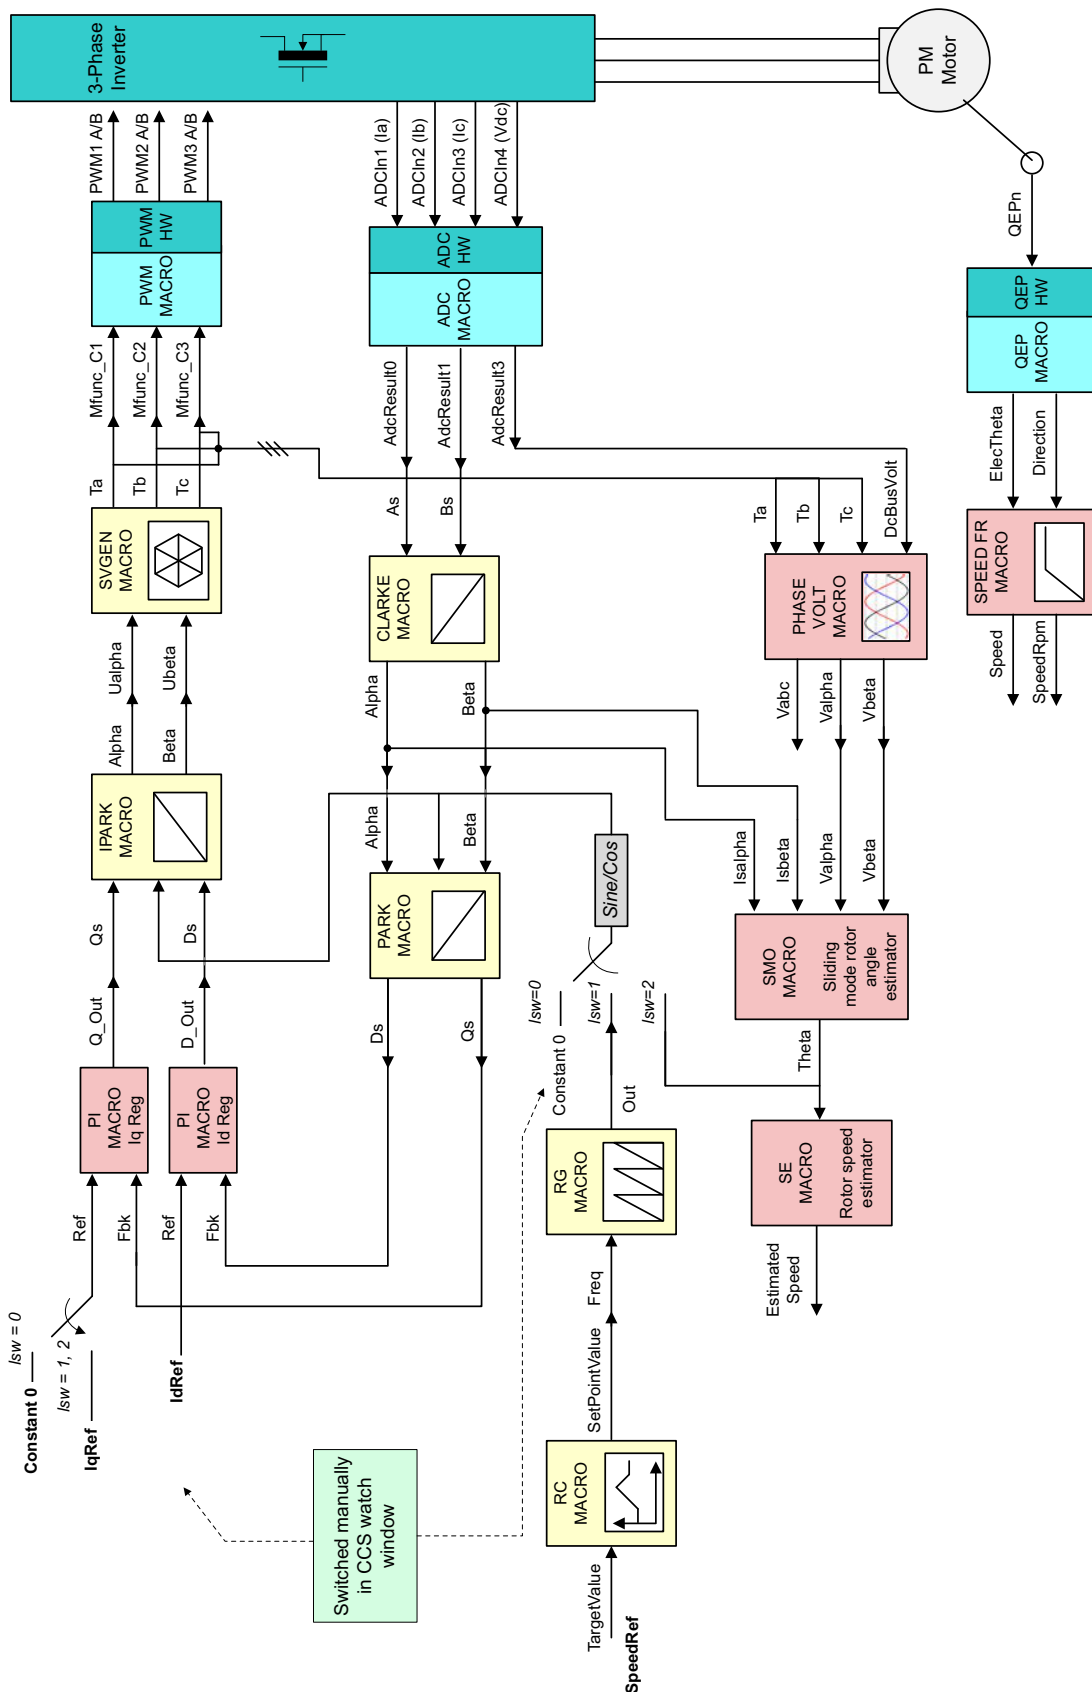 Constant 0
Isw = 0
Isw = 1, 2
IqRef
IdRef
Ref
Fbk
Ref
Fbk
PI
MACRO
Iq Reg
PI
MACRO
Id Reg
Q_Out
D_Out
Qs
Ds
IPARK
MACRO
Alpha
Beta
Ualpha
Ubeta
SVGEN
MACRO
Ta
Tb
Tc
Mfunc_C1
Mfunc_C2
Mfunc_C3
PWM
MACRO
PWM
HW
PWM1 A/B
PWM2 A/B
PWM3 A/B
3-Phase
Inverter
Switched manually
in CCS watch
window
Ds
Qs
PARK
MACRO
Alpha
Beta
Alpha
Beta
CLARKE
MACRO
As
Bs
AdcResult0
AdcResult1
AdcResult3
ADC
MACRO
ADC
HW
ADCIn1 (Ia)
ADCIn2 (Ib)
ADCIn3 (Ic)
ADCIn4 (Vdc)
TargetValue
SpeedRef
RC
MACRO
SetPointValue
Freq
RG
MACRO
Out
Constant 0
Isw=0
Isw=1
Isw=2
Sine/Cos
Estimated
Speed
SE
MACRO
Rotor speed
estimator
Theta
SMO
MACRO
Sliding
mode rotor
angle
estimator
Isalpha
Isbeta
Valpha
Vbeta
Vabc
Valpha
Vbeta
PHASE
VOLT
MACRO
Ta
Tb
Tc
DcBusVolt
Speed
SpeedRpm
SPEED FR
MACRO
ElecTheta
Direction
QEP
MACRO
QEP
HW
QEPn
PM
Motor